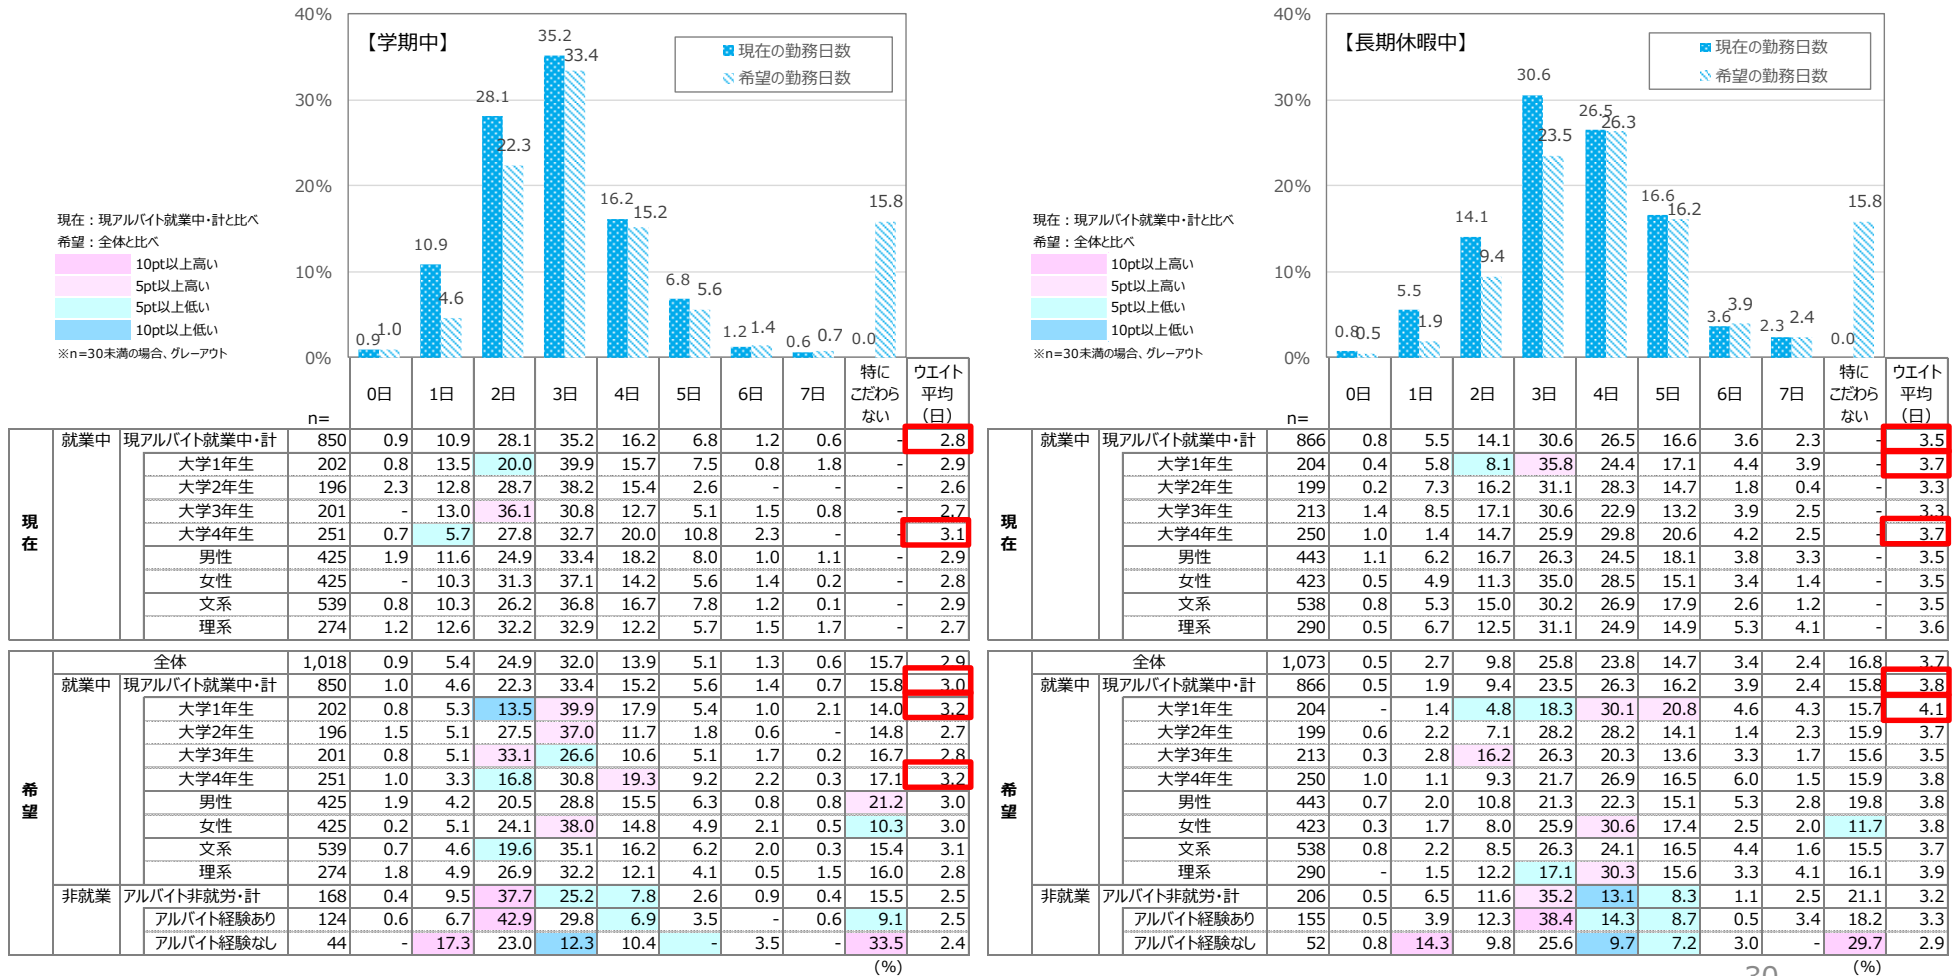 【学期中】
現在の勤務日数
希望の勤務日数
40%
30%
20%
10%
0%
0.9 10.9 28.1 35.2 16.2 6.8 1.2 0.6 0.0
1.0 4.6 22.3 33.4 15.2 5.6 1.4 0.7 15.8
現在：現アルバイト就業中・計と比べ
希望：全体と比べ
10pt以上高い
5pt以上高い
5pt以上低い
10pt以上低い
※n=30未満の場合、グレーアウト
n= 0日 1日 2日 3日 4日 5日 6日 7日 特にこだわらない ウエイト平均（日）
現在
就業中 現アルバイト就業中・計 850 0.9 10.9 28.1 35.2 16.2 6.8 1.2 0.6 - 2.8
大学1年生 202 0.8 13.5 20.0 39.9 15.7 7.5 0.8 1.8 - 2.9
大学2年生 196 2.3 12.8 28.7 38.2 15.4 2.6 - - - 2.6
大学3年生 201 - 13.0 36.1 30.8 12.7 5.1 1.5 0.8 - 2.7
大学4年生 251 0.7 5.7 27.8 32.7 20.0 10.8 2.3 - - 3.1
男性 425 1.9 11.6 24.9 33.4 18.2 8.0 1.0 1.1 - 2.9
女性 425 - 10.3 31.3 37.1 14.2 5.6 1.4 0.2 - 2.8
文系 539 0.8 10.3 26.2 36.8 16.7 7.8 1.2 0.1 - 2.9
理系 274 1.2 12.6 32.2 32.9 12.2 5.7 1.5 1.7 - 2.7
希望
全体 1,018 0.9 5.4 24.9 32.0 13.9 5.1 1.3 0.6 15.7 2.9
就業中 現アルバイト就業中・計 850 1.0 4.6 22.3 33.4 15.2 5.6 1.4 0.7 15.8 3.0
大学1年生 202 0.8 5.3 13.5 39.9 17.9 5.4 1.0 2.1 14.0 3.2
大学2年生 196 1.5 5.1 27.5 37.0 11.7 1.8 0.6 - 14.8 2.7
大学3年生 201 0.8 5.1 33.1 26.6 10.6 5.1 1.7 0.2 16.7 2.8
大学4年生 251 1.0 3.3 16.8 30.8 19.3 9.2 2.2 0.3 17.1 3.2
男性 425 1.9 4.2 20.5 28.8 15.5 6.3 0.8 0.8 21.2 3.0
女性 425 0.2 5.1 24.1 38.0 14.8 4.9 2.1 0.5 10.3 3.0
文系 539 0.7 4.6 19.6 35.1 16.2 6.2 2.0 0.3 15.4 3.1
理系 274 1.8 4.9 26.9 32.2 12.1 4.1 0.5 1.5 16.0 2.8
非就業 アルバイト非就労・計 168 0.4 9.5 37.7 25.2 7.8 2.6 0.9 0.4 15.5 2.5
アルバイト経験あり 124 0.6 6.7 42.9 29.8 6.9 3.5 - 0.6 9.1 2.5
アルバイト経験なし 44 - 17.3 23.0 12.3 10.4 - 3.5 - 33.5 2.4
(%)
【長期休暇中】
現在の勤務日数
希望の勤務日数
40%
30%
20%
10%
0%
0.8 5.5 14.1 30.6 26.5 16.6 3.6 2.3 0.0
0.5 1.9 9.4 23.5 26.3 16.2 3.9 2.4 15.8
現在：現アルバイト就業中・計と比べ
希望：全体と比べ
10pt以上高い
5pt以上高い
5pt以上低い
10pt以上低い
※n=30未満の場合、グレーアウト
n= 0日 1日 2日 3日 4日 5日 6日 7日 特にこだわらない ウエイト平均（日）
現在
就業中 現アルバイト就業中・計 866 0.8 5.5 14.1 30.6 26.5 16.6 3.6 2.3 - 3.5
大学1年生 204 0.4 5.8 8.1 35.8 24.4 17.1 4.4 3.9 - 3.7
大学2年生 199 0.2 7.3 16.2 31.1 28.3 14.7 1.8 0.4 - 3.3
大学3年生 213 1.4 8.5 17.1 30.6 22.9 13.2 3.9 2.5 - 3.3
大学4年生 250 1.0 1.4 14.7 25.9 29.8 20.6 4.2 2.5 - 3.7
男性 443 1.1 6.2 16.7 26.3 24.5 18.1 3.8 3.3 - 3.5
女性 423 0.5 4.9 11.3 35.0 28.5 15.1 3.4 1.4 - 3.5
文系 538 0.8 5.3 15.0 30.2 26.9 17.9 2.6 1.2 - 3.5
理系 290 0.5 6.7 12.5 31.1 24.9 14.9 5.3 4.1 - 3.6
希望
全体 1,073 0.5 2.7 9.8 25.8 23.8 14.7 3.4 2.4 16.8 3.7
就業中 現アルバイト就業中・計 866 0.5 1.9 9.4 23.5 26.3 16.2 3.9 2.4 15.8 3.8
大学1年生 204 - 1.4 4.8 18.3 30.1 20.8 4.6 4.3 15.7 4.1
大学2年生 199 0.6 2.2 7.1 28.2 28.2 14.1 1.4 2.3 15.9 3.7
大学3年生 213 0.3 2.8 16.2 26.3 20.3 13.6 3.3 1.7 15.6 3.5
大学4年生 250 1.0 1.1 9.3 21.7 26.9 16.5 6.0 1.5 15.9 3.8
男性 443 0.7 2.0 10.8 21.3 22.3 15.1 5.3 2.8 19.8 3.8
女性 423 0.3 1.7 8.0 25.9 30.6 17.4 2.5 2.0 11.7 3.8
文系 538 0.8 2.2 8.5 26.3 24.1 16.5 4.4 1.6 15.5 3.7
理系 290 - 1.5 12.2 17.1 30.3 15.6 3.3 4.1 16.1 3.9
非就業 アルバイト非就労・計 206 0.5 6.5 11.6 35.2 13.1 8.3 1.1 2.5 21.1 3.2
アルバイト経験あり 155 0.5 3.9 12.3 38.4 14.3 8.7 0.5 3.4 18.2 3.3
アルバイト経験なし 52 0.8 14.3 9.8 25.6 9.7 7.2 3.0 - 29.7 2.9
(%)